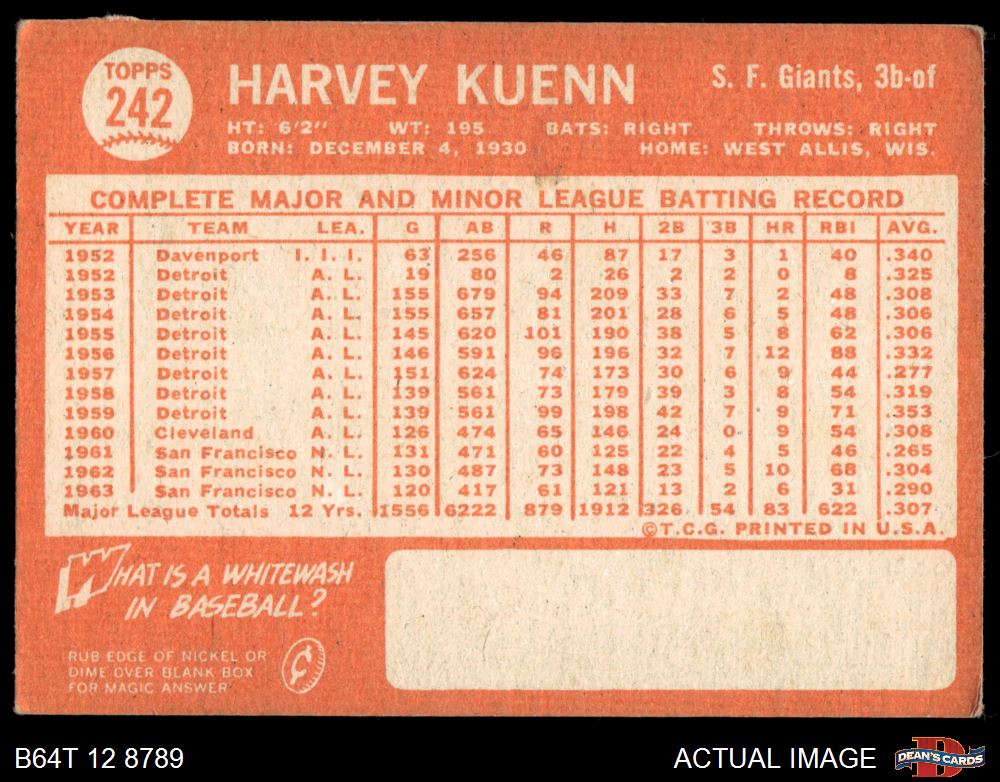 TOPPS
242
HARVEY KUENN
S. F. Giants, 3b-of
HT: 6'2" WT: 195 BATS: RIGHT THROWS: RIGHT
BORN: DECEMBER 4, 1930 HOME: WEST ALLIS, WIS.
COMPLETE MAJOR AND MINOR LEAGUE BATTING RECORD
YEAR TEAM LEA. G AB R H 2B 3B HR RBI AVG.
1952 Davenport I. I. I. 63 256 46 87 17 3 1 40 .340
1952 Detroit A. L. 19 80 2 26 2 2 0 8 .325
1953 Detroit A. L. 155 679 94 209 33 7 2 48 .308
1954 Detroit A. L. 155 657 81 201 28 6 5 48 .306
1955 Detroit A. L. 145 620 101 190 38 5 8 62 .306
1956 Detroit A. L. 146 591 96 196 32 7 12 88 .332
1957 Detroit A. L. 151 624 74 173 30 6 9 44 .277
1958 Detroit A. L. 139 561 73 179 39 3 8 54 .319
1959 Detroit A. L. 139 561 99 198 42 7 9 71 .353
1960 Cleveland A. L. 126 474 65 146 24 0 9 54 .308
1961 San Francisco N. L. 131 471 60 125 22 4 5 46 .265
1962 San Francisco N. L. 130 487 73 148 23 5 10 68 .304
1963 San Francisco N. L. 120 417 61 121 13 2 6 31 .290
Major League Totals 12 Yrs. 1556 6222 879 1912 326 54 83 622 .307
©T.C.G. PRINTED IN U.S.A.
WHAT IS A WHITEWASH
IN BASEBALL?
RUB EDGE OF NICKEL OR
DIME OVER BLANK BOX
FOR MAGIC ANSWER
B64T 12 8789
ACTUAL IMAGE
D
DEAN'S CARDS